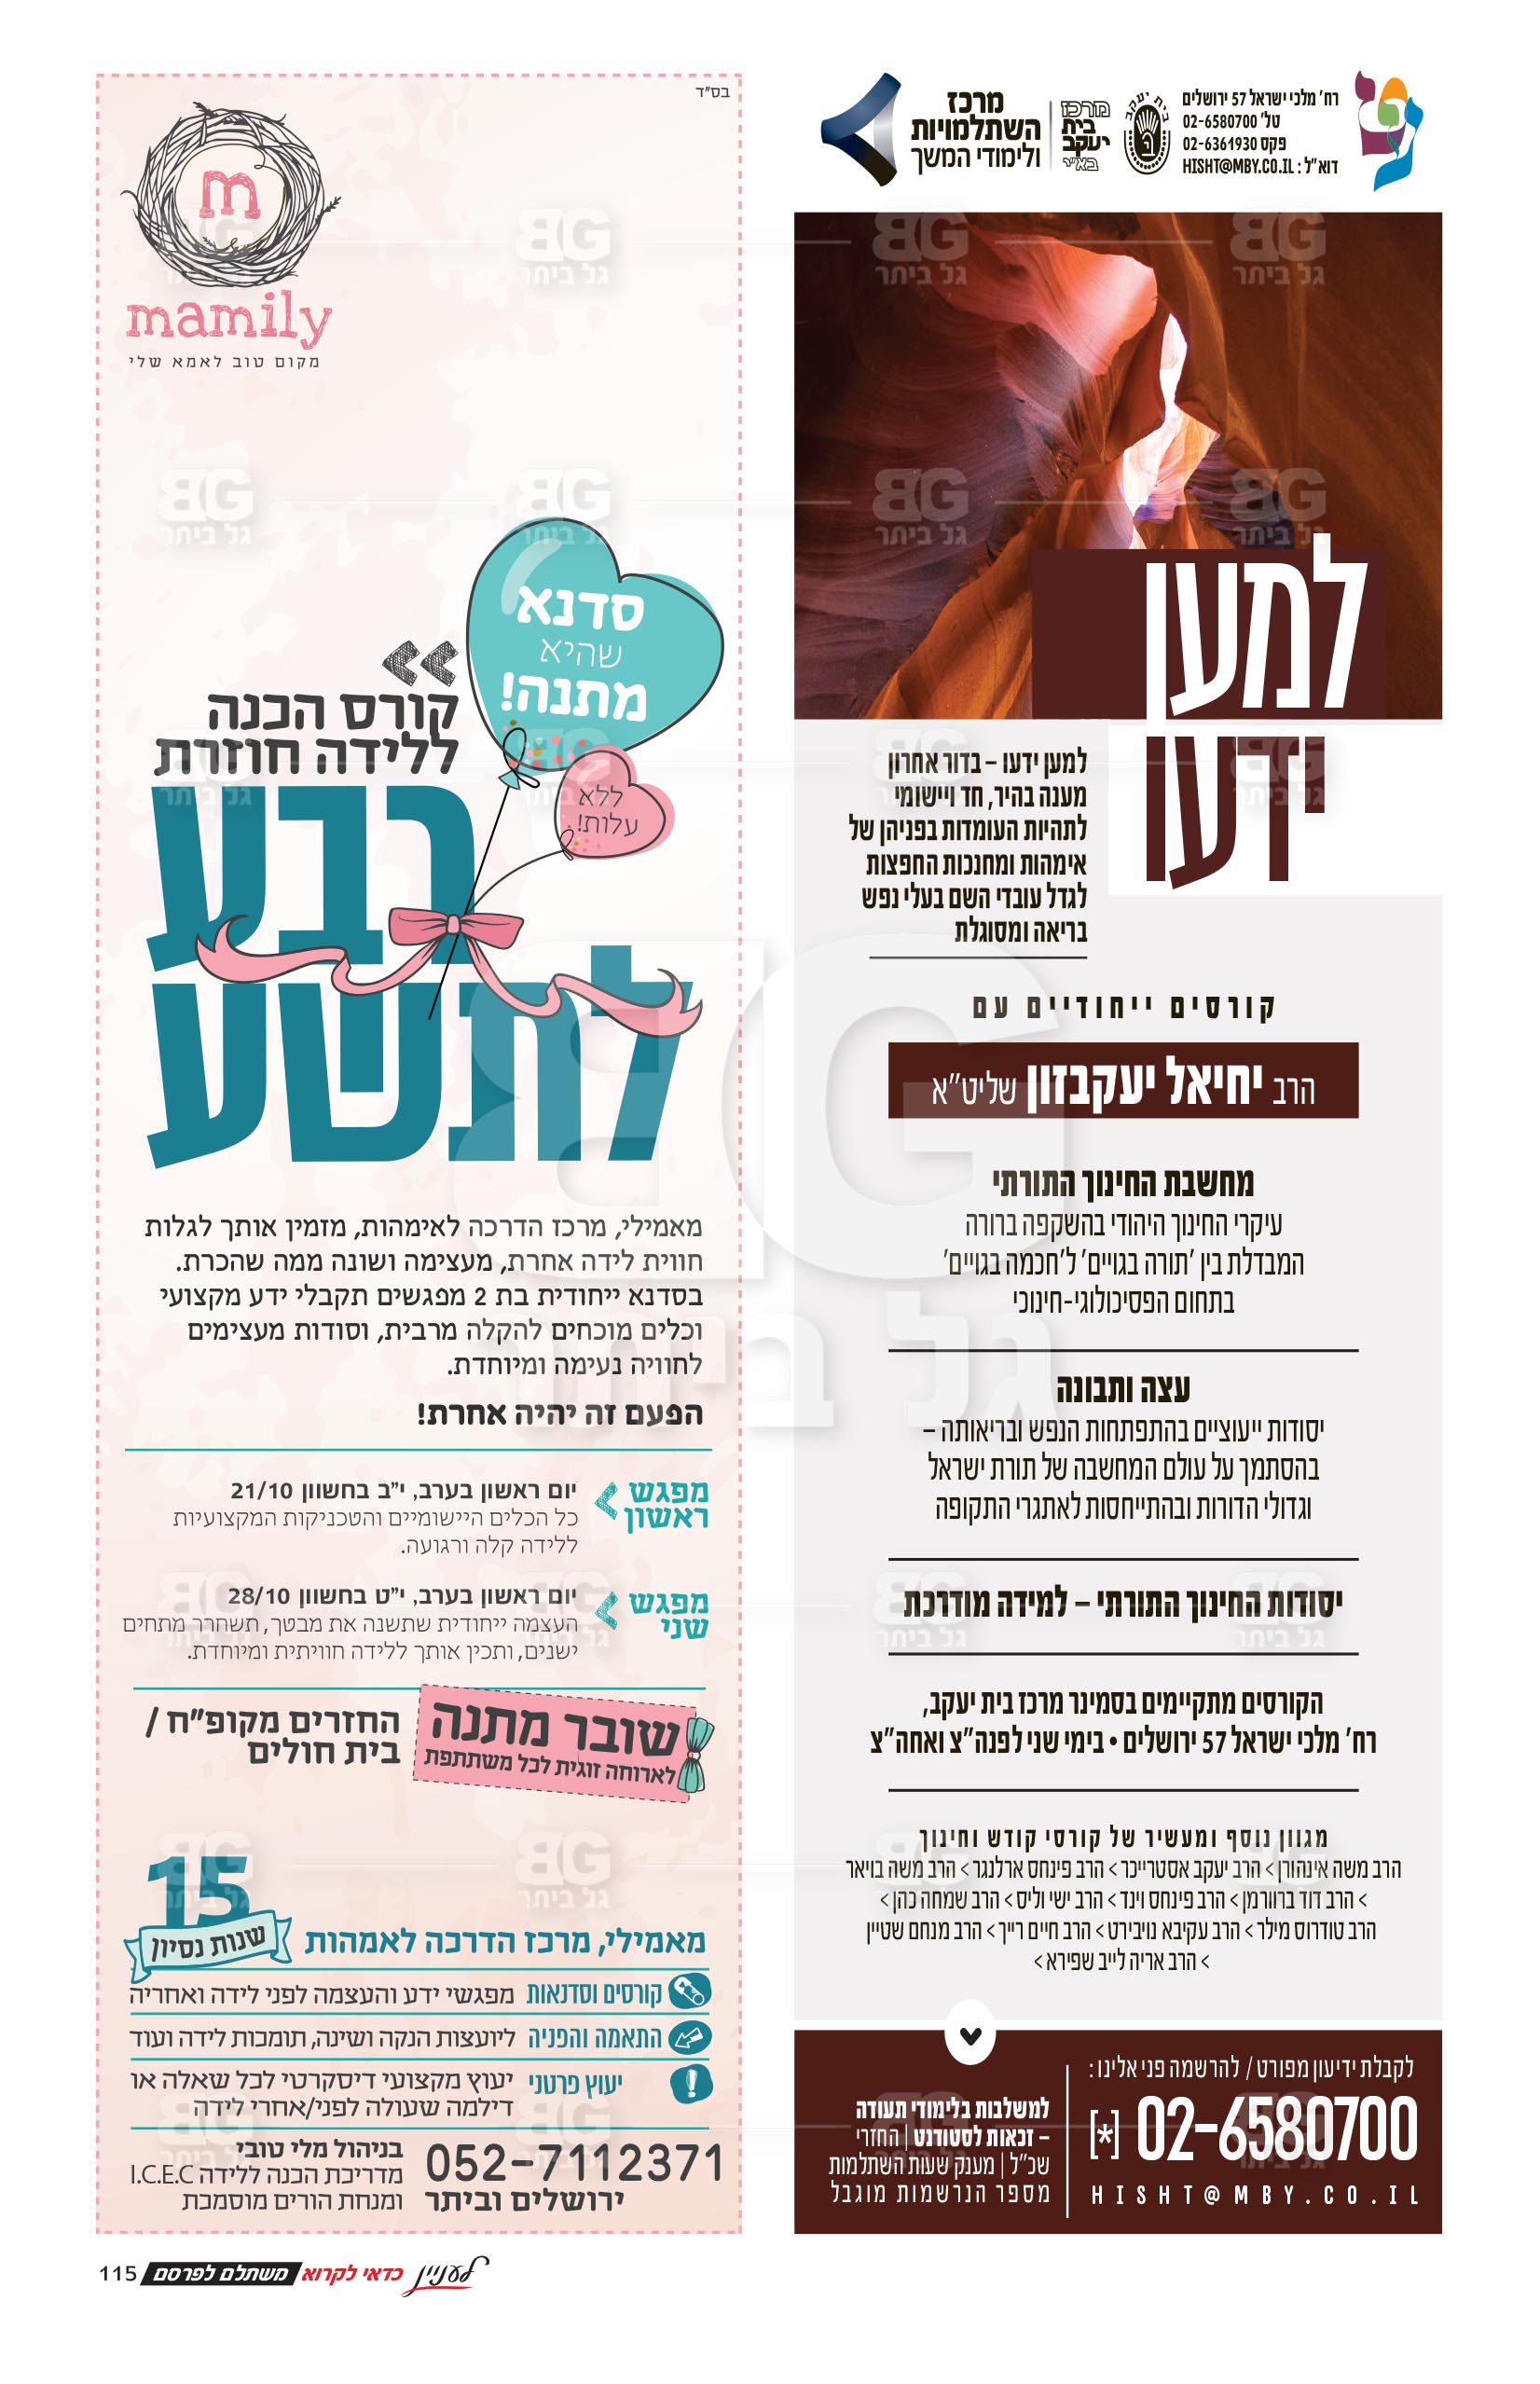 רח' מלכי ישראל 57 ירושלים
טל' 02-6580700
פקס 02-6361930
דוא"ל : HISHT@MBY.CO.IL
בית יעקב
מרכז
בית
יעקב
בא"י
מרכז
השתלמויות
ולימודי המשך
למען
ידעו
למען ידעו – בדור אחרון
מענה בהיר, חד ויישומי
לתהיות העומדות בפניהן של
אימהות ומחנכות החפצות
לגדל עובדי השם בעלי נפש
בריאה ומסוגלת
קורסים ייחודיים עם
הרב יחיאל יעקבזון שליט"א
מחשבת החינוך התורתי
עיקרי החינוך היהודי בהשקפה ברורה
המבדלת בין 'תורה בגויים' ל'חכמה בגויים'
בתחום הפסיכולוגי-חינוכי
עצה ותבונה
יסודות ייעוציים בהתפתחות הנפש ובריאותה –
בהסתמך על עולם המחשבה של תורת ישראל
וגדולי הדורות ובהתייחסות לאתגרי התקופה
יסודות החינוך התורתי – למידה מודרכת
הקורסים מתקיימים בסמינר מרכז בית יעקב,
רח' מלכי ישראל 57 ירושלים • בימי שני לפנה"צ ואחה"צ
מגוון נוסף ומעשיר של קורסי קודש וחינוך
הרב משה אינהורן > הרב יעקב אסטרייכר > הרב פינחס ארלנגר > הרב משה בויאר
> הרב דוד ברוורמן > הרב פינחס וינד > הרב ישי וליס > הרב שמחה כהן >
הרב טודרוס מילר > הרב עקיבא נויבירט > הרב חיים רייך > הרב מנחם שטיין
> הרב אריה לייב שפירא >
לקבלת ידיעון מפורט / להרשמה פני אלינו:
02-6580700 [*]
HISHT@MBY.CO.IL
למשלבות בלימודי תעודה
– זכאות לסטודנט | החזרי
שכ"ל | מענק שעות השתלמות
מספר הנרשמות מוגבל
בס"ד
m
mamily
מקום טוב לאמא שלי
סדנא
שהיא
מתנה!
ללא
עלות!
קורס הכנה
ללידה חוזרת
רבע
לתשע
מאמילי, מרכז הדרכה לאימהות, מזמין אותך לגלות
חווית לידה אחרת, מעצימה ושונה ממה שהכרת.
בסדנא ייחודית בת 2 מפגשים תקבלי ידע מקצועי
וכלים מוכחים להקלה מרבית, וסודות מעצימים
לחוויה נעימה ומיוחדת.
הפעם זה יהיה אחרת!
מפגש
ראשון
יום ראשון בערב, י"ב בחשוון 21/10
כל הכלים היישומיים והטכניקות המקצועיות
ללידה קלה ורגועה.
מפגש
שני
יום ראשון בערב, י"ט בחשוון 28/10
העצמה ייחודית שתשנה את מבטך, תשחרר מתחים
ישנים, ותכין אותך ללידה חוויתית ומיוחדת.
שובר מתנה
לארוחה זוגית לכל משתתפת
החזרים מקופ"ח /
בית חולים
15
שנות נסיון
מאמילי, מרכז הדרכה לאמהות
קורסים וסדנאות מפגשי ידע והעצמה לפני לידה ואחריה
התאמה והפניה ליועצות הנקה ושינה, תומכות לידה ועוד
יעוץ פרטני יעוץ מקצועי דיסקרטי לכל שאלה או
דילמה שעולה לפני/אחרי לידה
052-7112371
ירושלים וביתר
בניהול מלי טובי
מדריכת הכנה ללידה I.C.E.C
ומנחת הורים מוסמכת
לעניין כדאי לקרוא משתלם לפרסם 115
BG
גל ביתר